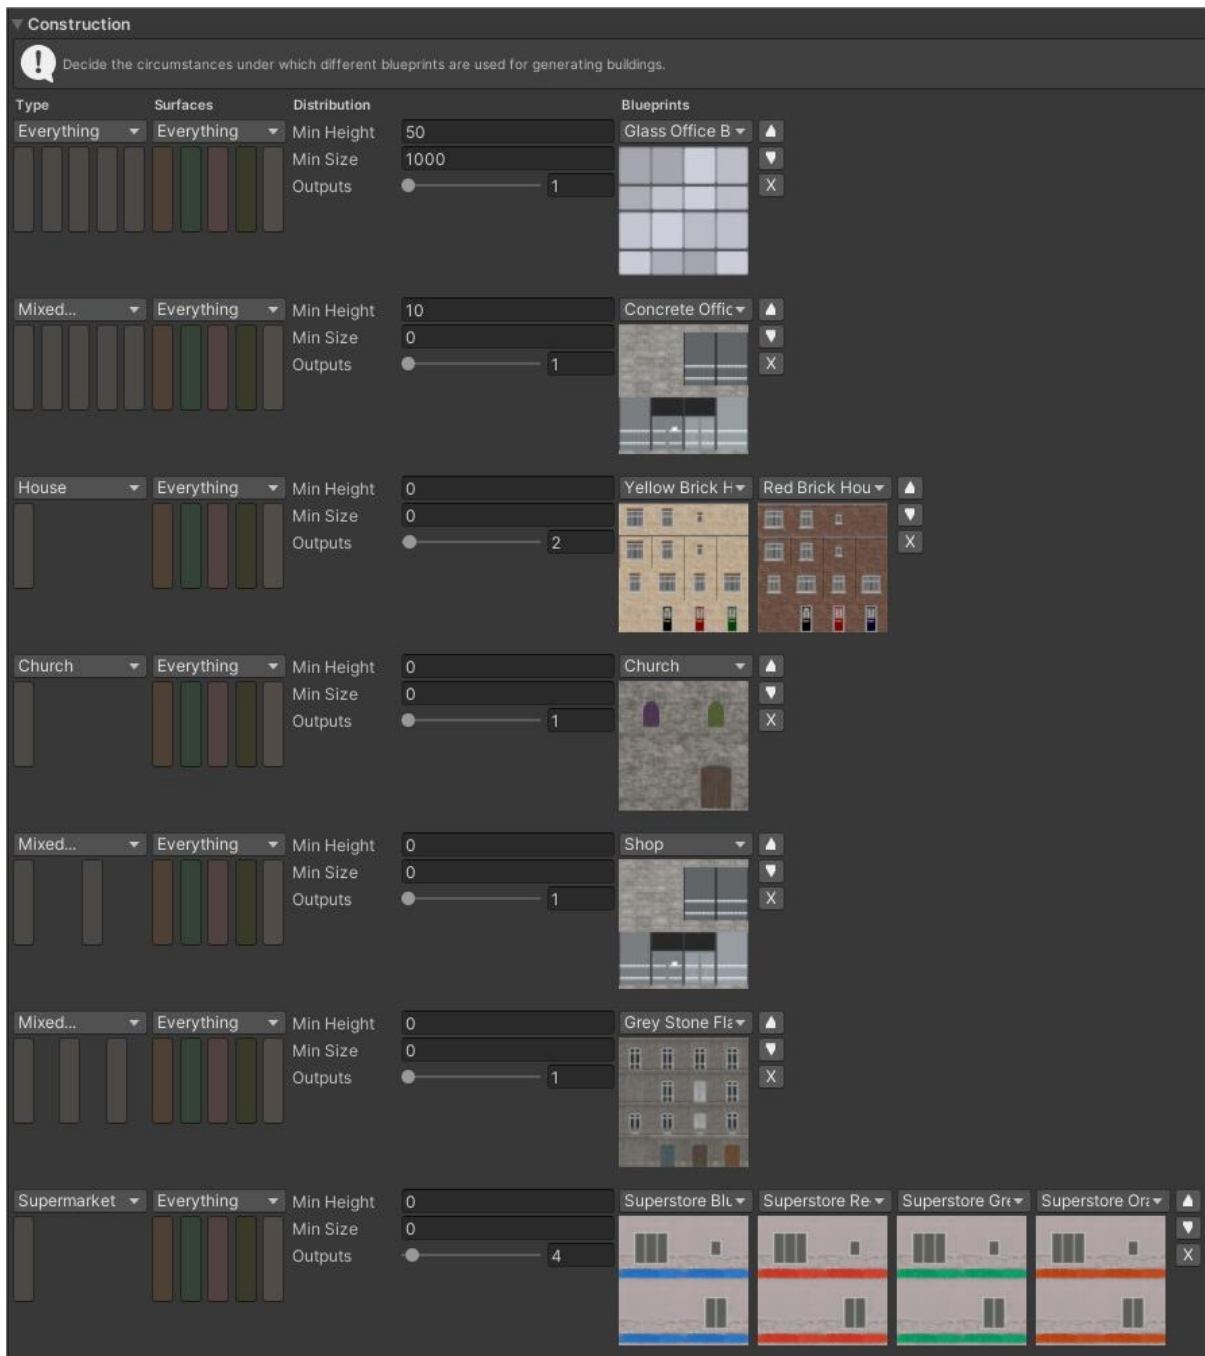 Construction
Decide the circumstances under which different blueprints are used for generating buildings.
Type Surfaces Distribution Blueprints
Everything Everything Min Height 50 Glass Office B
Min Size 1000
Outputs 1 X
Mixed... Everything Min Height 10 Concrete Offic
Min Size 0
Outputs 1 X
House Everything Min Height 0 Yellow Brick H Red Brick Hou
Min Size 0
Outputs 2 X
Church Everything Min Height 0 Church
Min Size 0
Outputs 1 X
Mixed... Everything Min Height 0 Shop
Min Size 0
Outputs 1 X
Mixed... Everything Min Height 0 Grey Stone Fla
Min Size 0
Outputs 1 X
Supermarket Everything Min Height 0 Superstore Blu Superstore Re Superstore Gre Superstore Ora
Min Size 0
Outputs 4 X